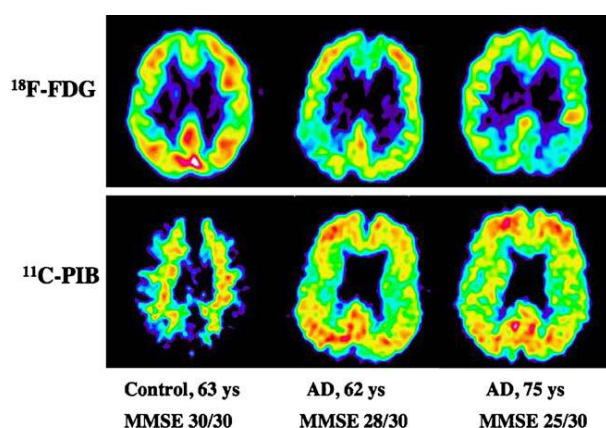 ¹⁸F-FDG
¹¹C-PIB
Control, 63 ys
MMSE 30/30
AD, 62 ys
MMSE 28/30
AD, 75 ys
MMSE 25/30